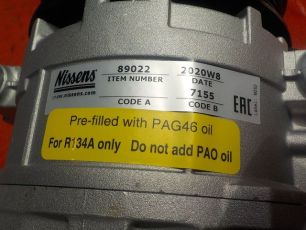 Nissens
www.nissens.com
89022 2020W8
ITEM NUMBER DATE
7155
CODE A CODE B
EAC
Pre-filled with PAG46 oil
For R134A only Do not add PAO oil